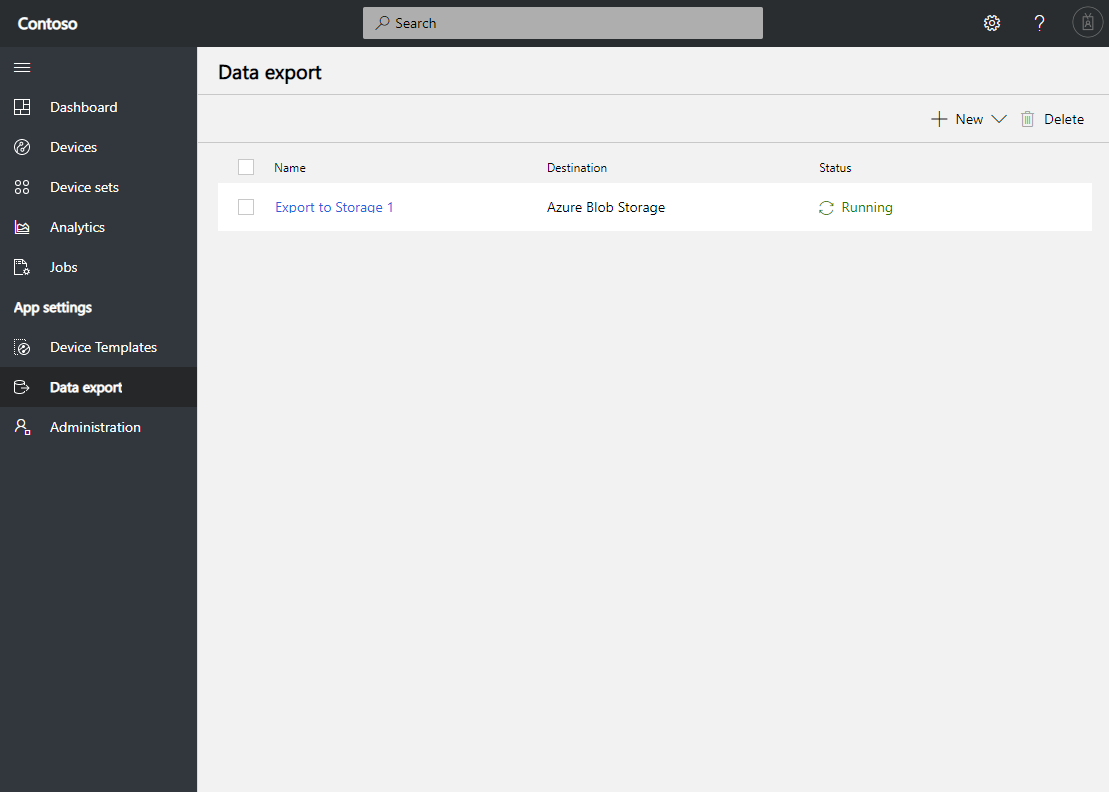 Contoso
Search
?
Dashboard
Devices
Device sets
Analytics
Jobs
App settings
Device Templates
Data export
Administration
Data export
New
Delete
Name Destination Status
Export to Storage 1 Azure Blob Storage Running